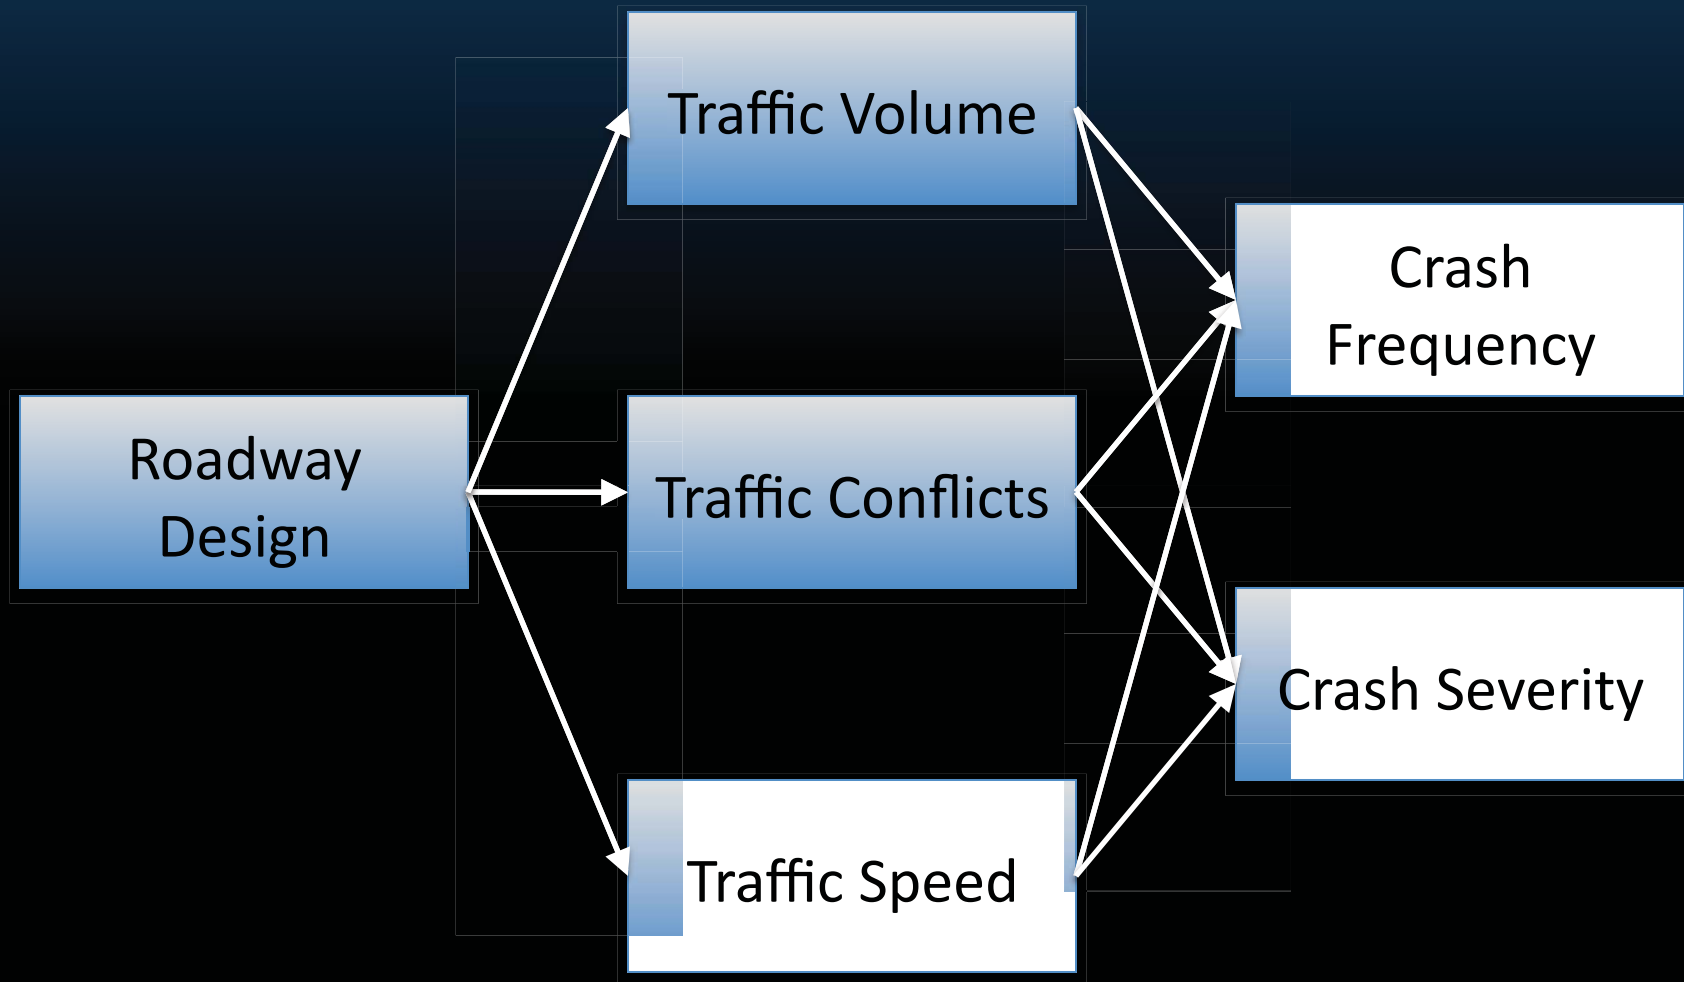 Traffic Volume
Crash
Frequency
Roadway
Design
Traffic Conflicts
Crash Severity
Traffic Speed